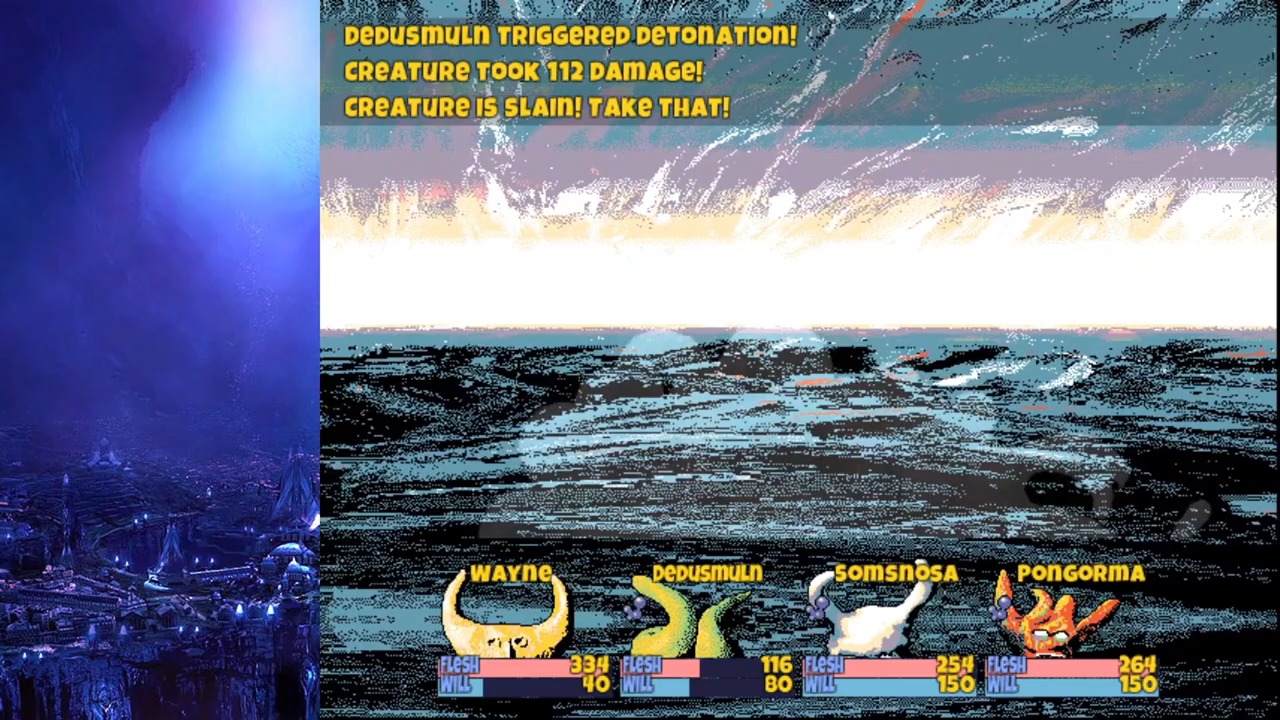 DEDUSMULN TRIGGERED DETONATION!
CREATURE TOOK 112 DAMAGE!
CREATURE IS SLAIN! TAKE THAT!
WAYNE DEDUSMULN SOMSNOSA PONGORMA
FLESH 334 FLESH 116 FLESH 254 FLESH 264
WILL 40 WILL 80 WILL 150 WILL 150